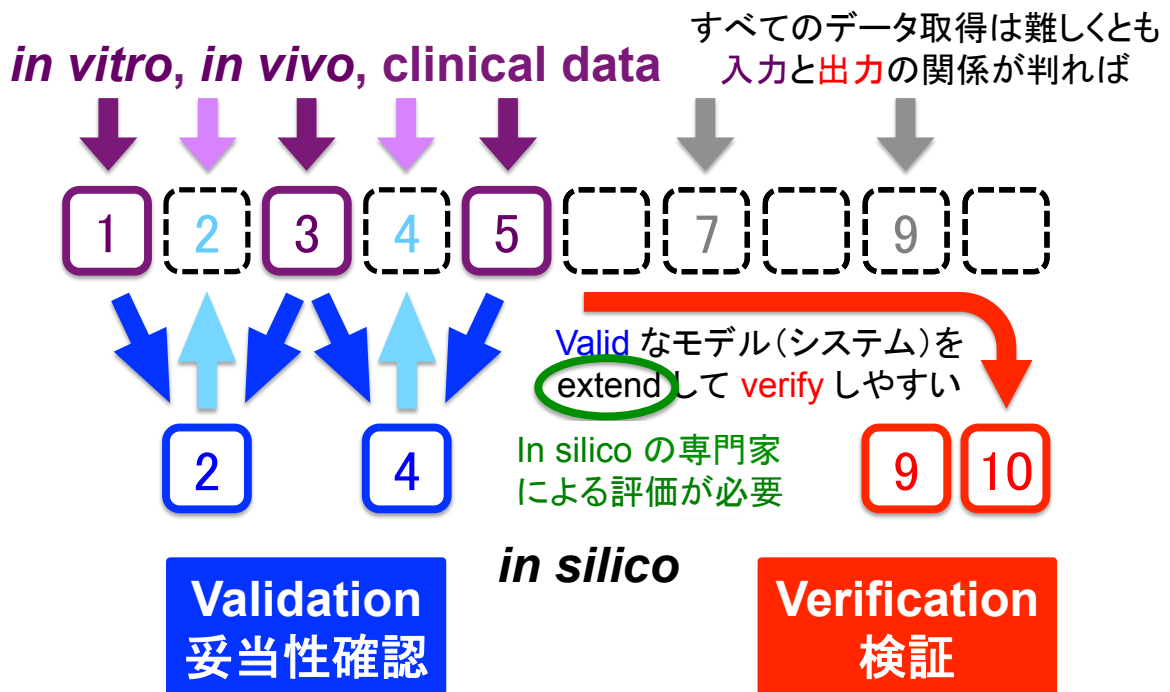 すべてのデータ取得は難しくとも
in vitro, in vivo, clinical data
入力と出力の関係が判れば
1 2 3 4 5 7 9
Valid なモデル（システム）を
extend して verify しやすい
2 4
In silico の専門家
による評価が必要
9 10
in silico
Validation
妥当性確認
Verification
検証